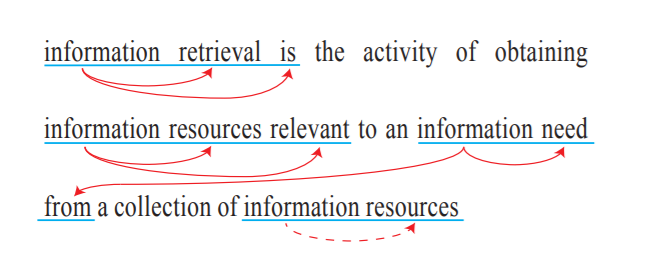 information retrieval is the activity of obtaining
information resources relevant to an information need
from a collection of information resources